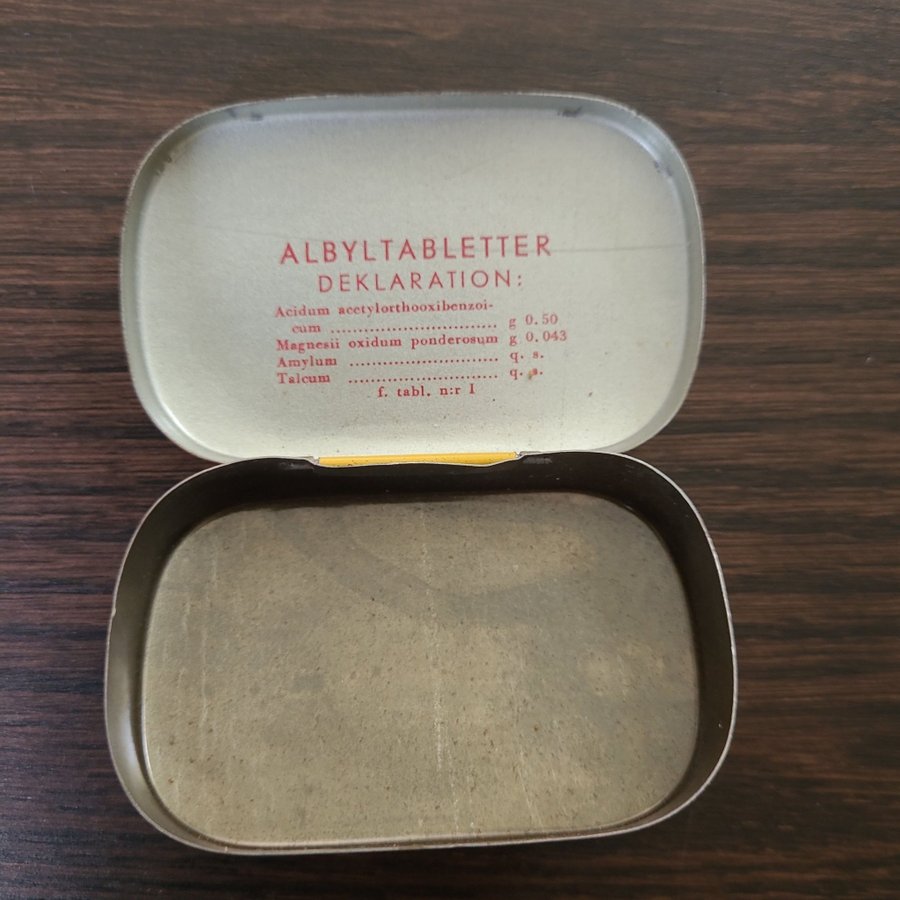 ALBYLTABLETTER
DEKLARATION:
Acidum acetylorthooxibenzoi-
cum ............................. g 0.50
Magnesii oxidum ponderosum g 0.043
Amylum .......................... q. s.
Talcum .......................... q. s.
f. tabl. n:r I